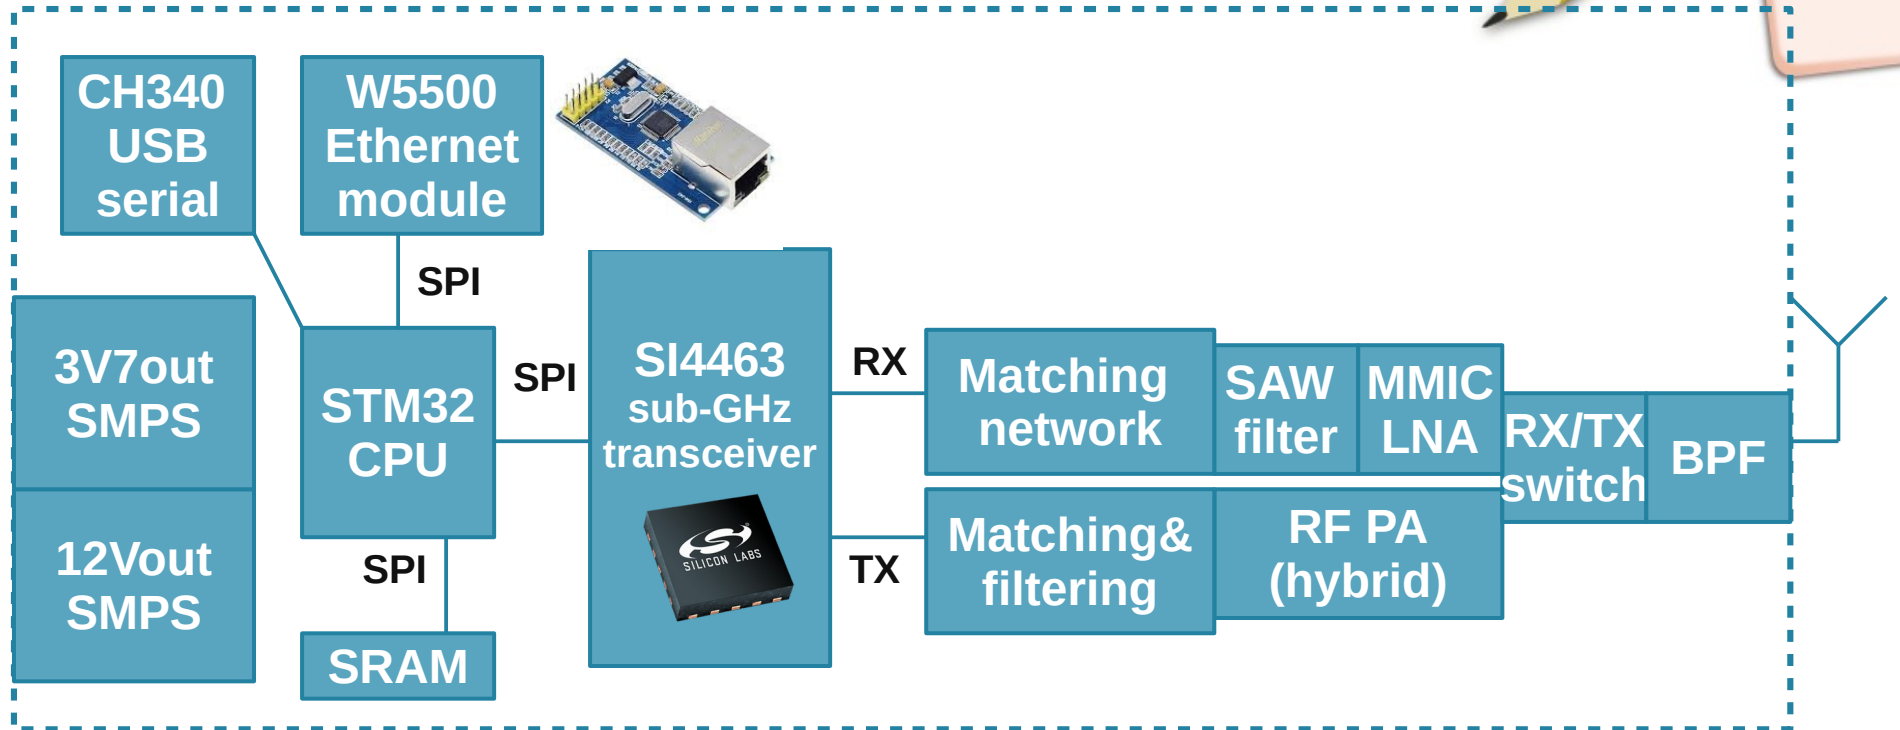 CH340
USB
serial
W5500
Ethernet
module
SPI
3V7out
SMPS
12Vout
SMPS
STM32
CPU
SPI
SPI
SRAM
SI4463
sub-GHz
transceiver
SILICON LABS
RX
TX
Matching
network
SAW
filter
MMIC
LNA
Matching&
filtering
RF PA
(hybrid)
RX/TX
switch
BPF